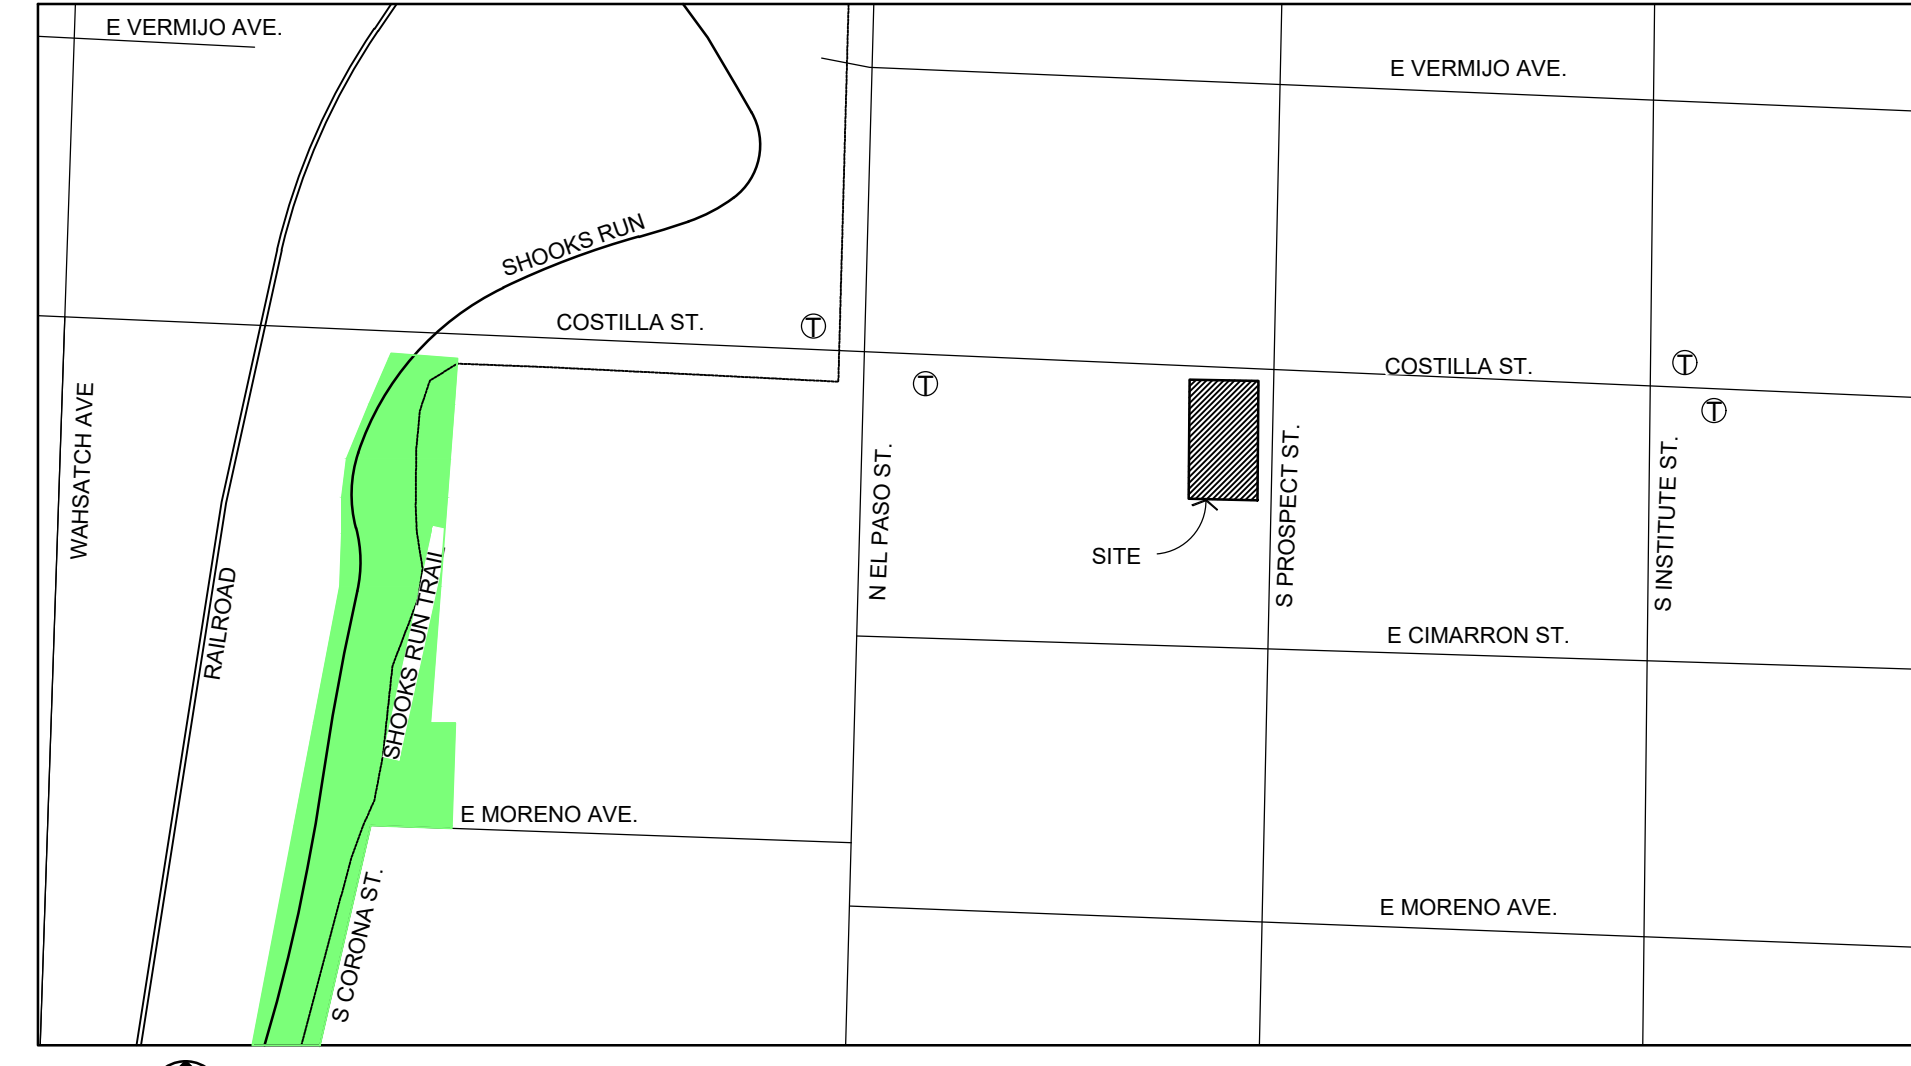 E VERMIJO AVE.
E VERMIJO AVE.
SHOOKS RUN
COSTILLA ST.
T
COSTILLA ST.
T
T
T
WAHSATCH AVE
RAILROAD
SHOOKS RUN TRAIL
N EL PASO ST.
SITE
S PROSPECT ST.
S INSTITUTE ST.
E CIMARRON ST.
E MORENO AVE.
S CORONA ST.
E MORENO AVE.